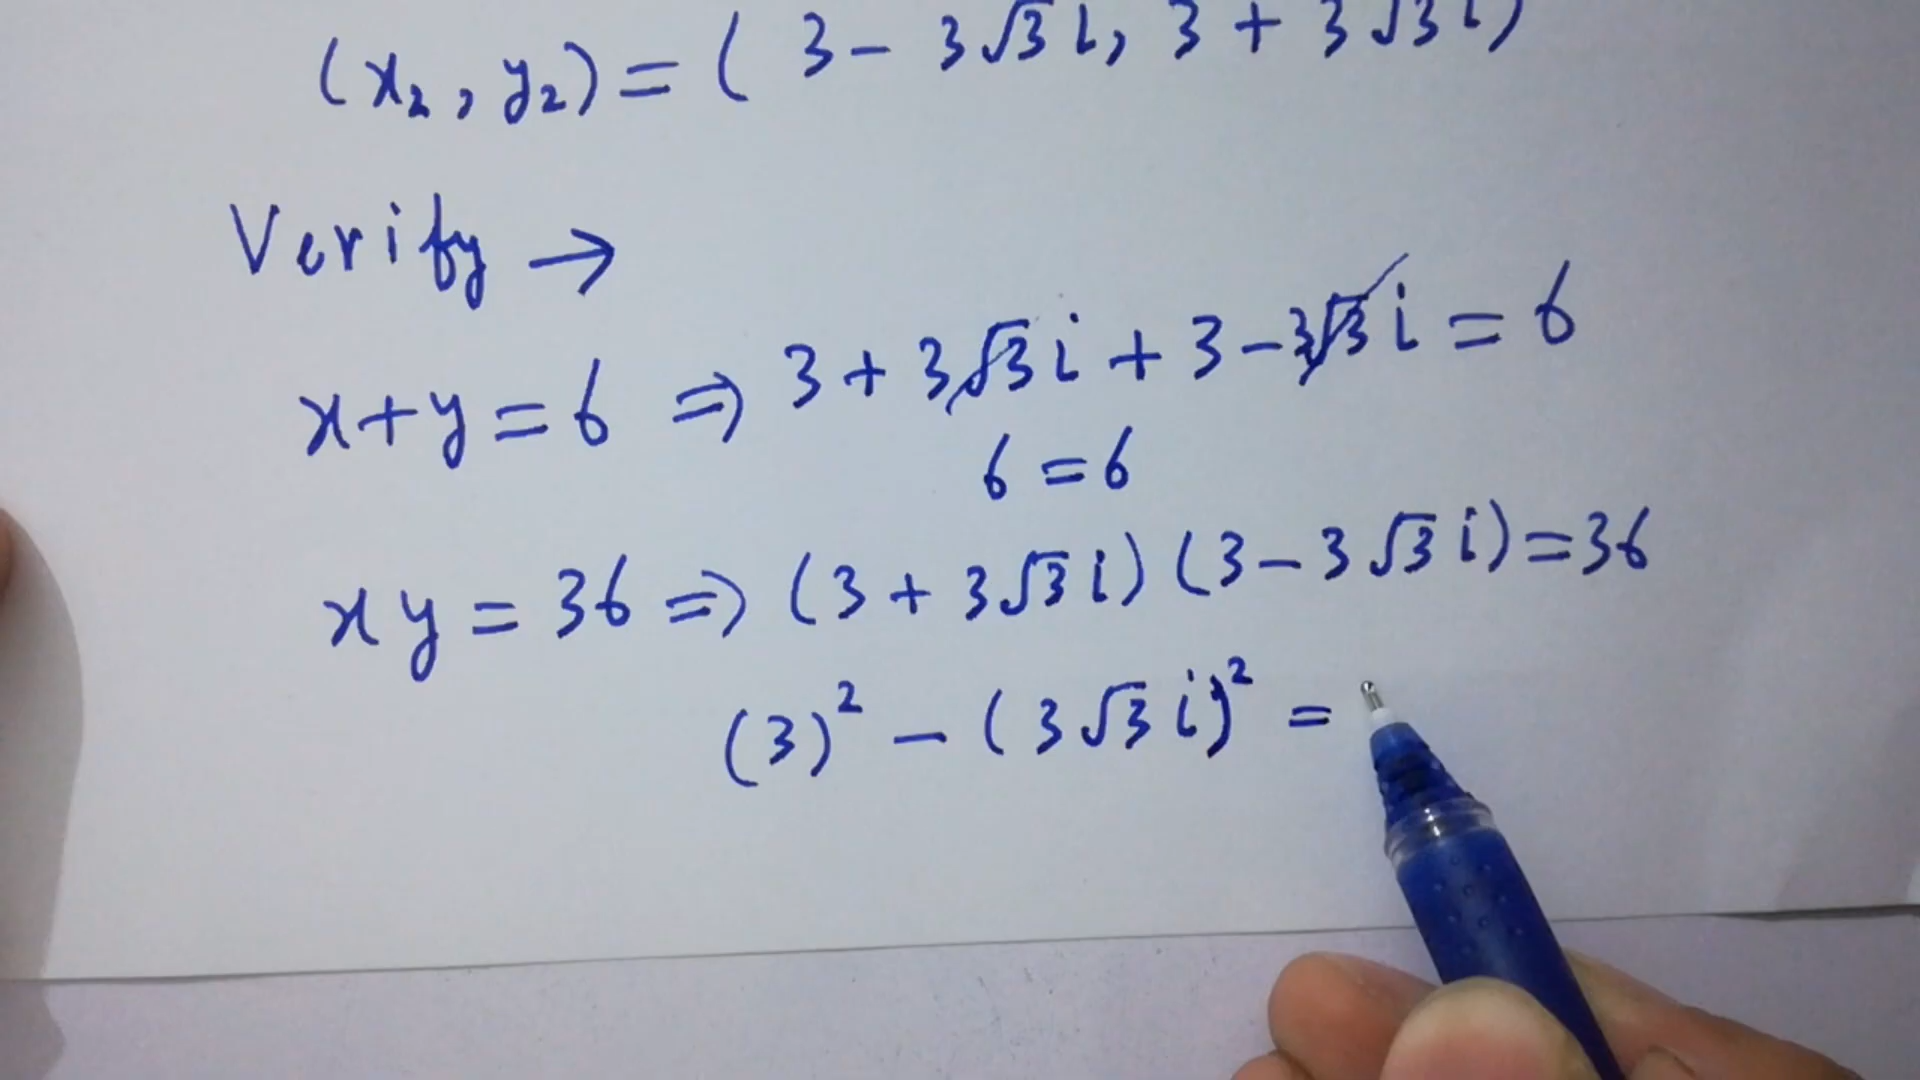 (x₂, y₂) = ( 3 - 3√3 i, 3 + 3√3 i)
Verify →
x+y=6 ⇒ 3 + 3√3 i + 3 - 3√3 i = 6
6 = 6
xy = 36 ⇒ (3 + 3√3 i) (3 - 3√3 i) = 36
(3)² - (3√3 i)² =